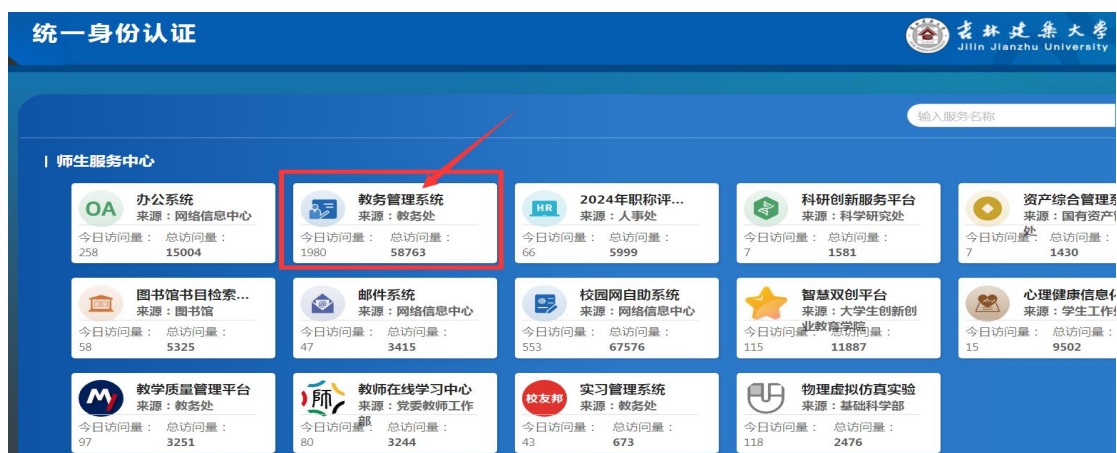 统一身份认证
吉林建筑大学
Jilin Jianzhu University
输入服务名称
师生服务中心
OA
办公系统
来源：网络信息中心
今日访问量： 总访问量：
258 15004
教务管理系统
来源：教务处
今日访问量： 总访问量：
1980 58763
HR
2024年职称评...
来源：人事处
今日访问量： 总访问量：
66 5999
科研创新服务平台
来源：科学研究处
今日访问量： 总访问量：
7 1581
资产综合管理系
来源：国有资产管
处
今日访问量： 总访问量：
7 1430
图书馆书目检索...
来源：图书馆
今日访问量： 总访问量：
58 5325
邮件系统
来源：网络信息中心
今日访问量： 总访问量：
47 3415
校园网自助系统
来源：网络信息中心
今日访问量： 总访问量：
553 67576
智慧双创平台
来源：大学生创新创
业教育学院
今日访问量： 总访问量：
115 11887
心理健康信息化
来源：学生工作
今日访问量： 总访问量：
15 9502
教学质量管理平台
来源：教务处
今日访问量： 总访问量：
97 3251
師
教师在线学习中心
来源：党委教师工作
部
今日访问量： 总访问量：
80 3244
校友邦
实习管理系统
来源：教务处
今日访问量： 总访问量：
43 673
物理虚拟仿真实验
来源：基础科学部
今日访问量： 总访问量：
118 2476